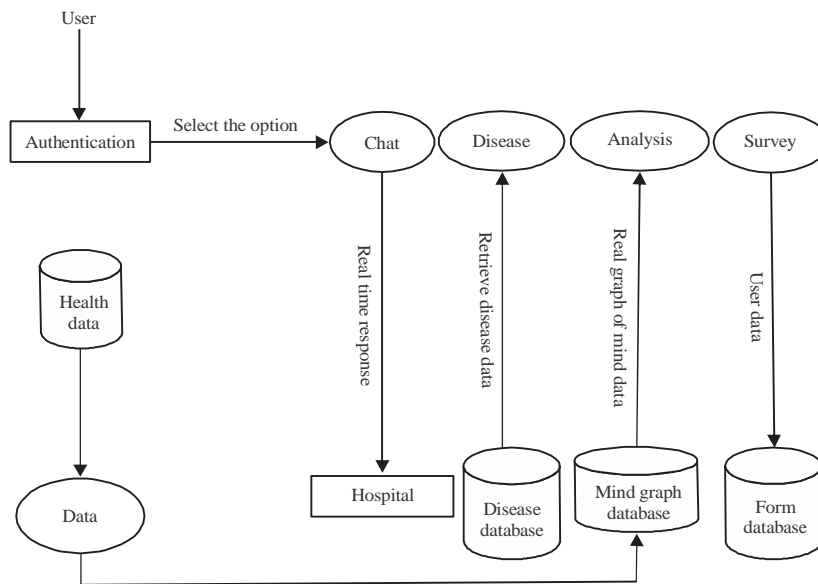 User
Authentication
Select the option
Chat
Disease
Analysis
Survey
Health
data
Real time response
Retrieve disease data
Real graph of mind data
User data
Data
Hospital
Disease
database
Mind graph
database
Form
database